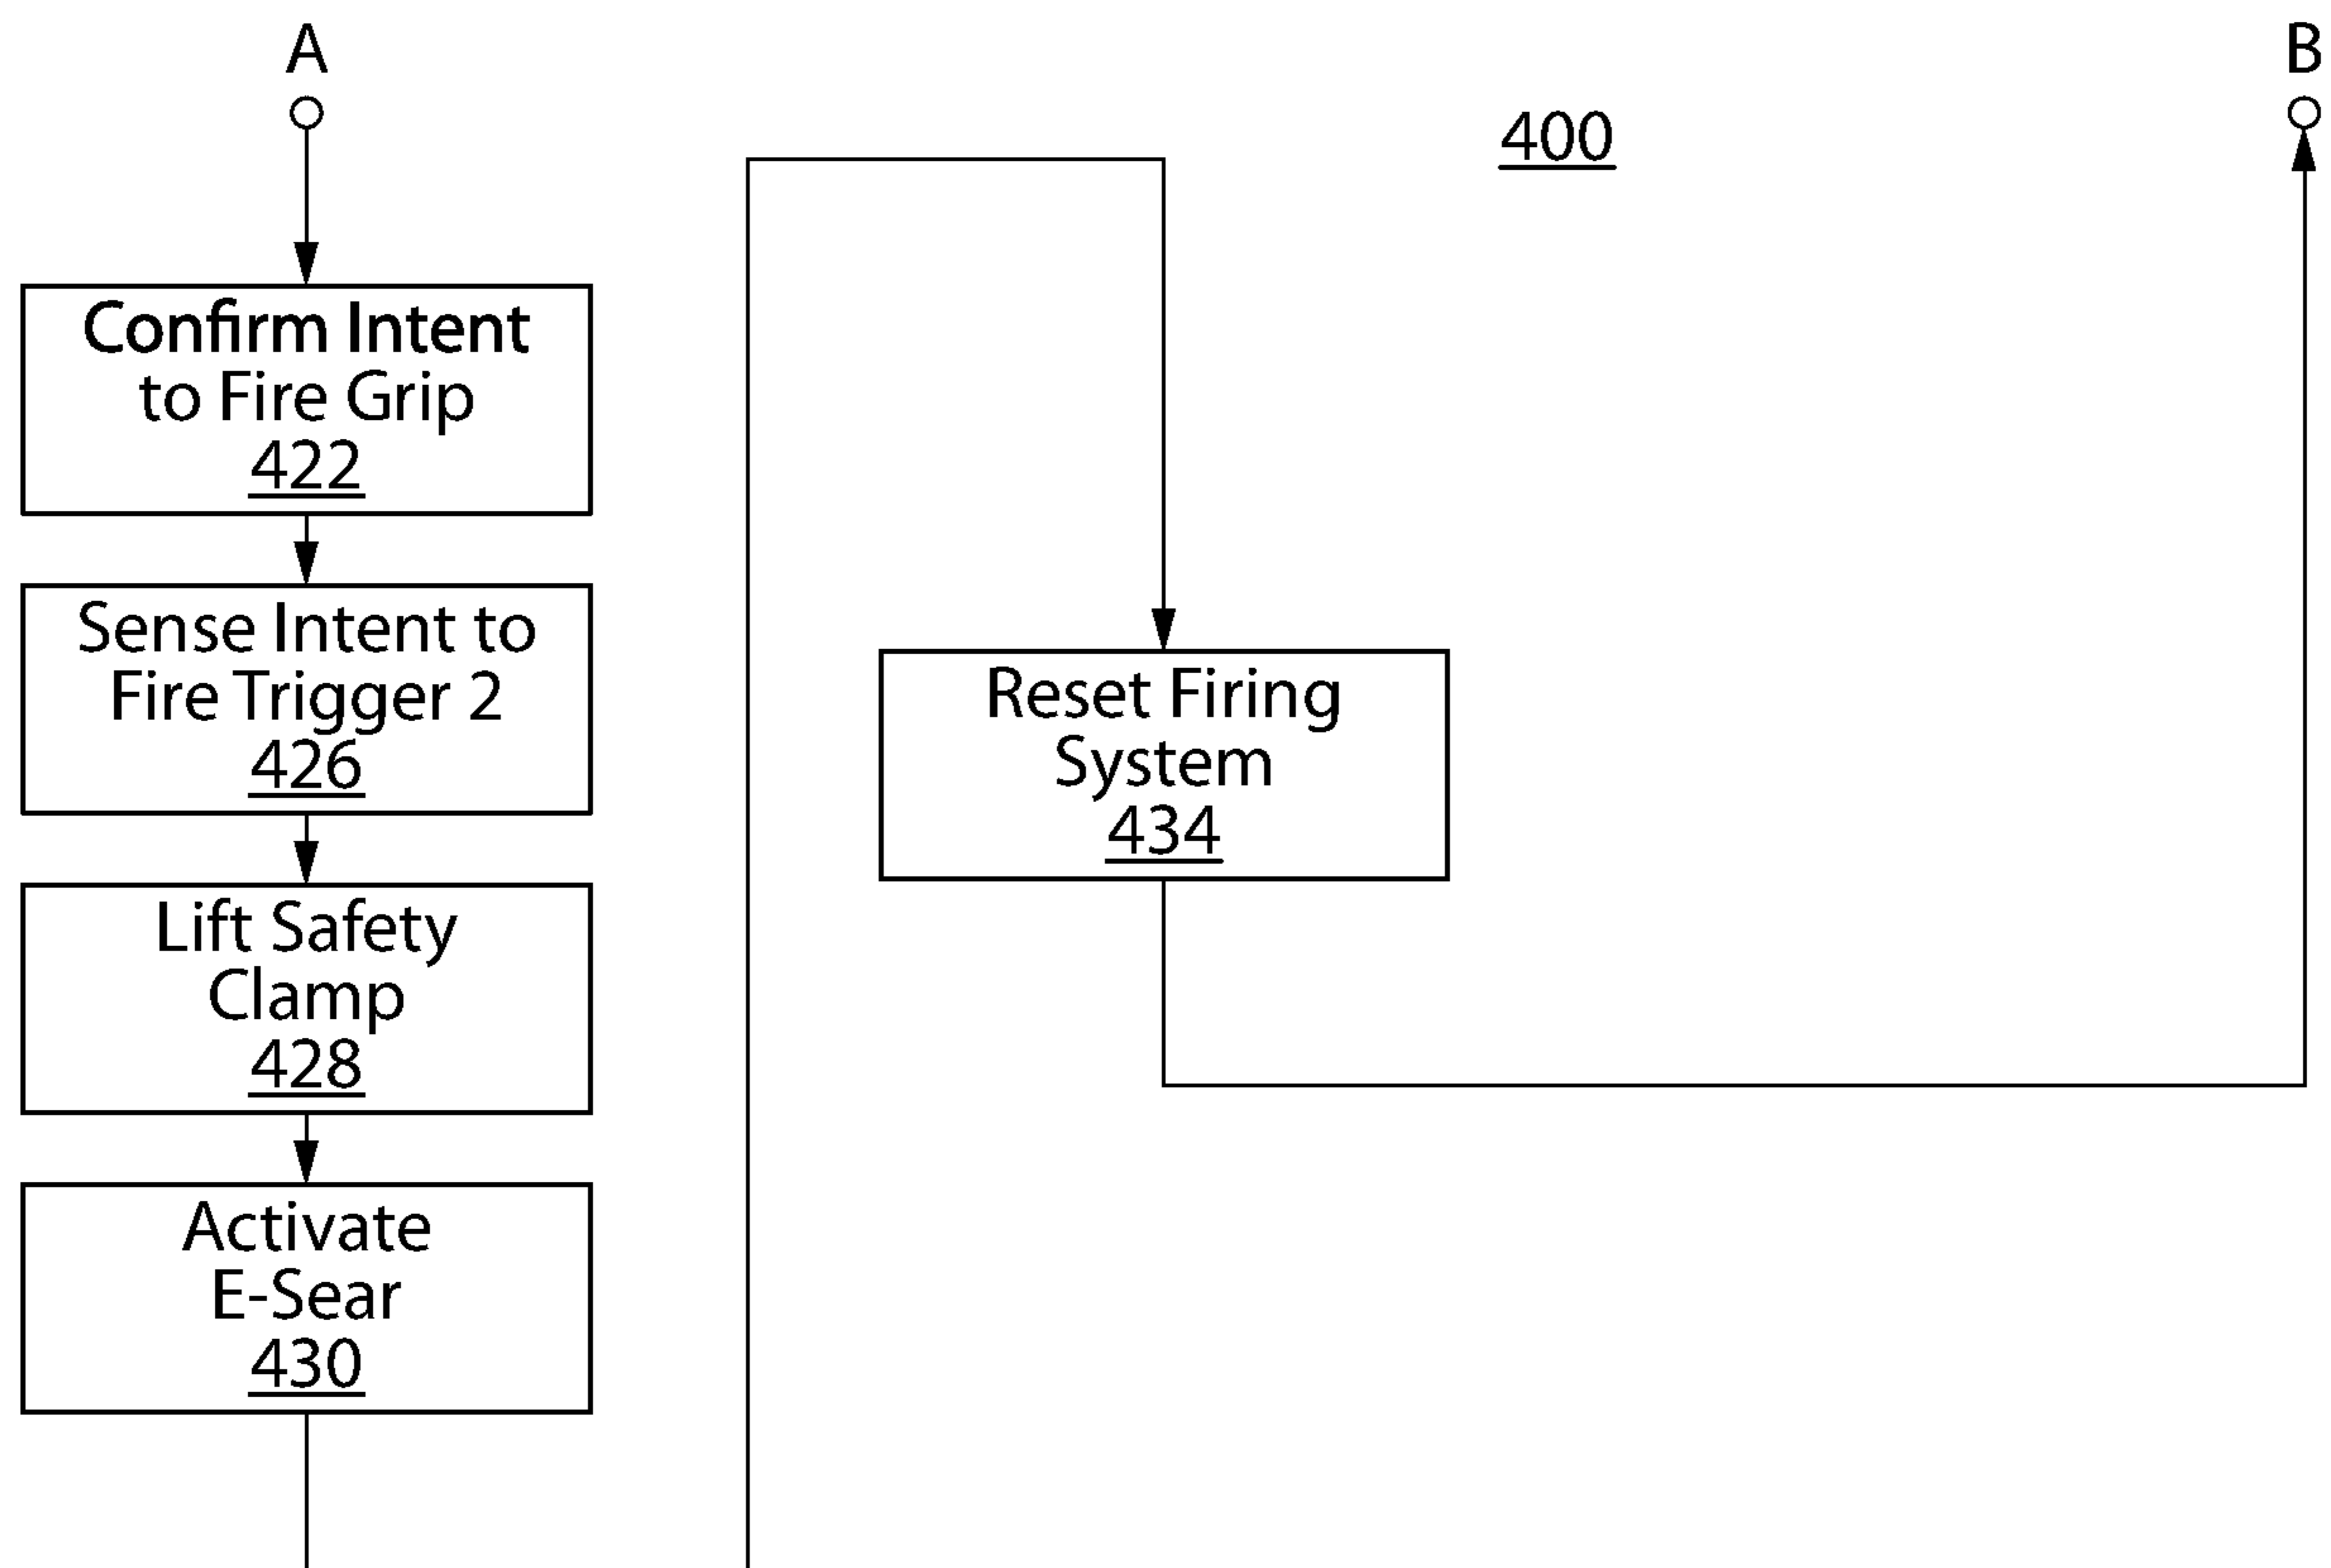 A
B
400
Confirm Intent
to Fire Grip
422
Sense Intent to
Fire Trigger 2
426
Lift Safety
Clamp
428
Activate
E-Sear
430
Reset Firing
System
434